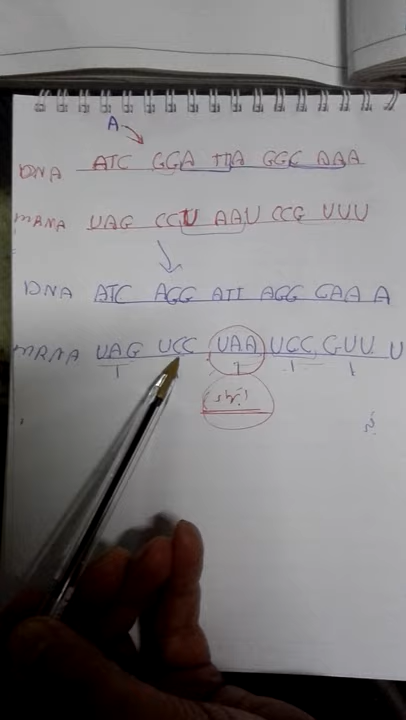 A
DNA ATC GGA TTA GGC AAA
mRNA UAG CCU AAU CCG UUU
DNA ATC AGG ATT AGG CAAA
mRNA UAG UCC UAA UCC GUU U